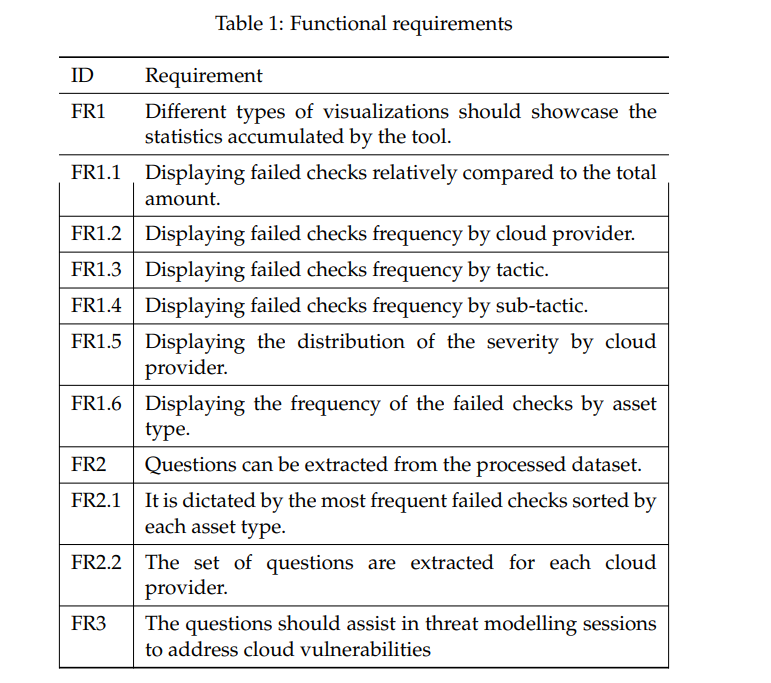 Table 1: Functional requirements
ID Requirement
FR1 Different types of visualizations should showcase the
statistics accumulated by the tool.
FR1.1 Displaying failed checks relatively compared to the total
amount.
FR1.2 Displaying failed checks frequency by cloud provider.
FR1.3 Displaying failed checks frequency by tactic.
FR1.4 Displaying failed checks frequency by sub-tactic.
FR1.5 Displaying the distribution of the severity by cloud
provider.
FR1.6 Displaying the frequency of the failed checks by asset
type.
FR2 Questions can be extracted from the processed dataset.
FR2.1 It is dictated by the most frequent failed checks sorted by
each asset type.
FR2.2 The set of questions are extracted for each cloud
provider.
FR3 The questions should assist in threat modelling sessions
to address cloud vulnerabilities